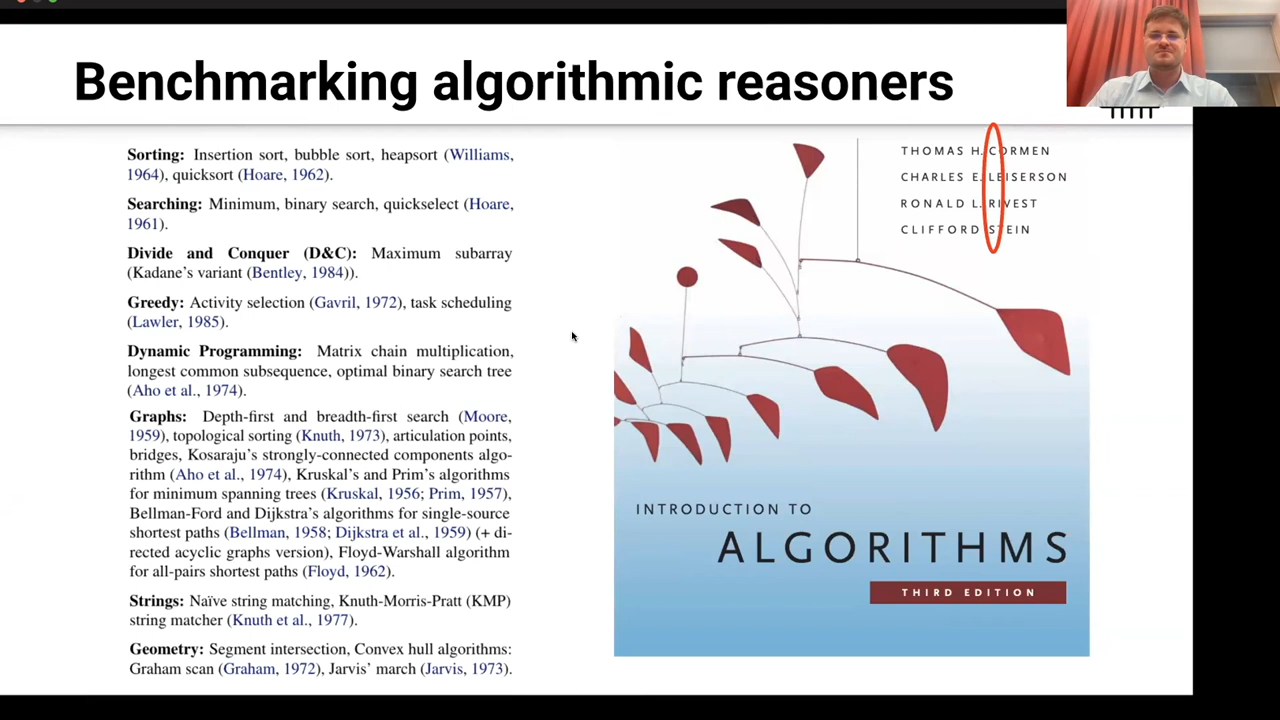 Benchmarking algorithmic reasoners
Sorting: Insertion sort, bubble sort, heapsort (Williams,
1964), quicksort (Hoare, 1962).
Searching: Minimum, binary search, quickselect (Hoare,
1961).
Divide and Conquer (D&C): Maximum subarray
(Kadane's variant (Bentley, 1984)).
Greedy: Activity selection (Gavril, 1972), task scheduling
(Lawler, 1985).
Dynamic Programming: Matrix chain multiplication,
longest common subsequence, optimal binary search tree
(Aho et al., 1974).
Graphs: Depth-first and breadth-first search (Moore,
1959), topological sorting (Knuth, 1973), articulation points,
bridges, Kosaraju's strongly-connected components algo-
rithm (Aho et al., 1974), Kruskal's and Prim's algorithms
for minimum spanning trees (Kruskal, 1956; Prim, 1957),
Bellman-Ford and Dijkstra's algorithms for single-source
shortest paths (Bellman, 1958; Dijkstra et al., 1959) (+ di-
rected acyclic graphs version), Floyd-Warshall algorithm
for all-pairs shortest paths (Floyd, 1962).
Strings: Naïve string matching, Knuth-Morris-Pratt (KMP)
string matcher (Knuth et al., 1977).
Geometry: Segment intersection, Convex hull algorithms:
Graham scan (Graham, 1972), Jarvis' march (Jarvis, 1973).
THOMAS H. CORMEN
CHARLES E. LEISERSON
RONALD L. RIVEST
CLIFFORD STEIN
INTRODUCTION TO
ALGORITHMS
THIRD EDITION